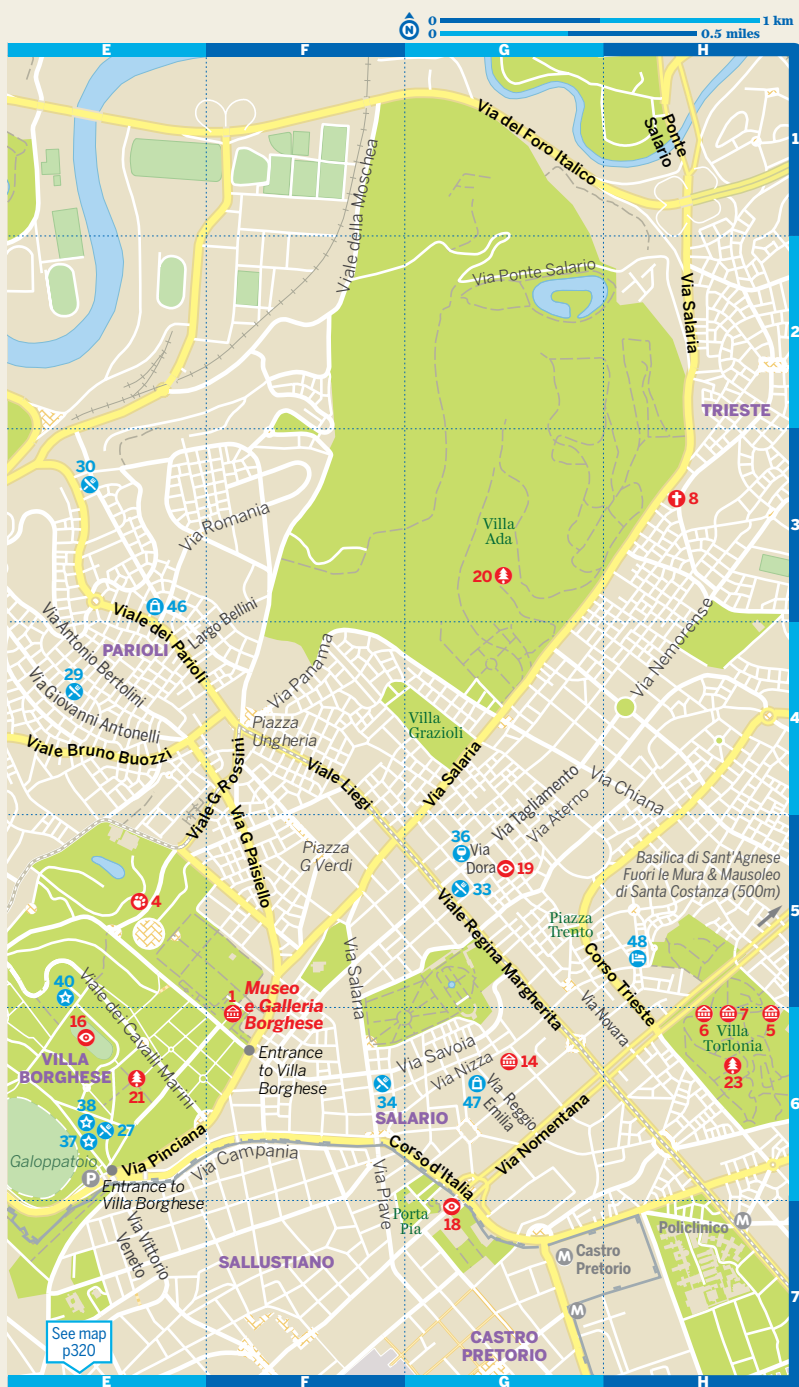 0 1 km
N
0 0.5 miles
E F G H
1
Via del Foro Italico
Ponte
Salario
Viale della Moschea
Via Ponte Salario
Via Salaria
2
TRIESTE
30
8
Via Romania
Villa
Ada
3
20
46
Largo Bellini
Viale dei Parioli
Via Antonio Bertolini
PARIOLI
Via Nemorense
29
Via Panama
Via Giovanni Antonelli
Piazza
Ungheria
Villa
Grazioli
4
Viale Bruno Buozzi
Viale G Rossini
Viale Liegi
Via Salaria
Via Tagliamento
Via Chiana
Via Aterno
Via G Paisiello
Piazza
G Verdi
36
Via
Dora
19
33
Basilica di Sant'Agnese
Fuori le Mura & Mausoleo
di Santa Costanza (500m)
4
Viale Regina Margherita
Piazza
Trento
5
48
Corso Trieste
Via Salaria
40
Viale dei Cavalli Marini
1
Museo
e Galleria
Borghese
Via Novara
16
6
7
5
Villa
Torlonia
23
VILLA
BORGHESE
Entrance
to Villa
Borghese
Via Savoia
Via Nizza
14
21
34
47
Via Reggio
Emilia
SALARIO
6
38
37
27
Galoppatoio
Via Pinciana
Via Campania
Corso d'Italia
Via Nomentana
P
Entrance to
Villa Borghese
Via Piave
Porta
Pia
18
Policlinico
M
Via Vittorio
Veneto
SALLUSTIANO
M
Castro
Pretorio
M
7
See map
p320
CASTRO
PRETORIO
E F G H